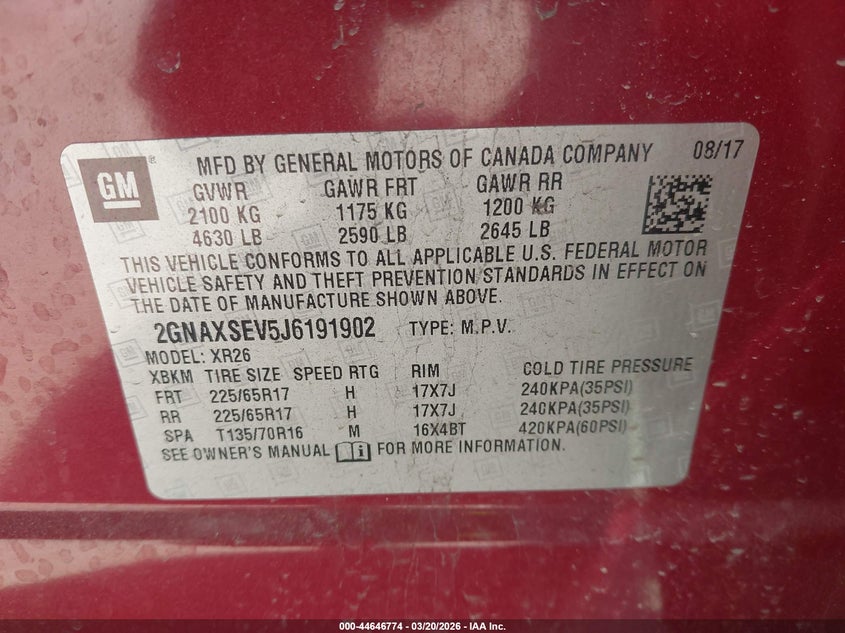 GM®
MFD BY GENERAL MOTORS OF CANADA COMPANY 08/17
GVWR GAWR FRT GAWR RR
2100 KG 1175 KG 1200 KG
4630 LB 2590 LB 2645 LB
THIS VEHICLE CONFORMS TO ALL APPLICABLE U.S. FEDERAL MOTOR
VEHICLE SAFETY AND THEFT PREVENTION STANDARDS IN EFFECT ON
THE DATE OF MANUFACTURE SHOWN ABOVE.
2GNAXSEV5J6191902 TYPE: M.P.V.
MODEL: XR26
XBKM TIRE SIZE SPEED RTG RIM COLD TIRE PRESSURE
FRT 225/65R17 H 17X7J 240KPA(35PSI)
RR 225/65R17 H 17X7J 240KPA(35PSI)
SPA T135/70R16 M 16X4BT 420KPA(60PSI)
SEE OWNER'S MANUAL FOR MORE INFORMATION.
000-44646774 - 03/20/2026 - IAA Inc.